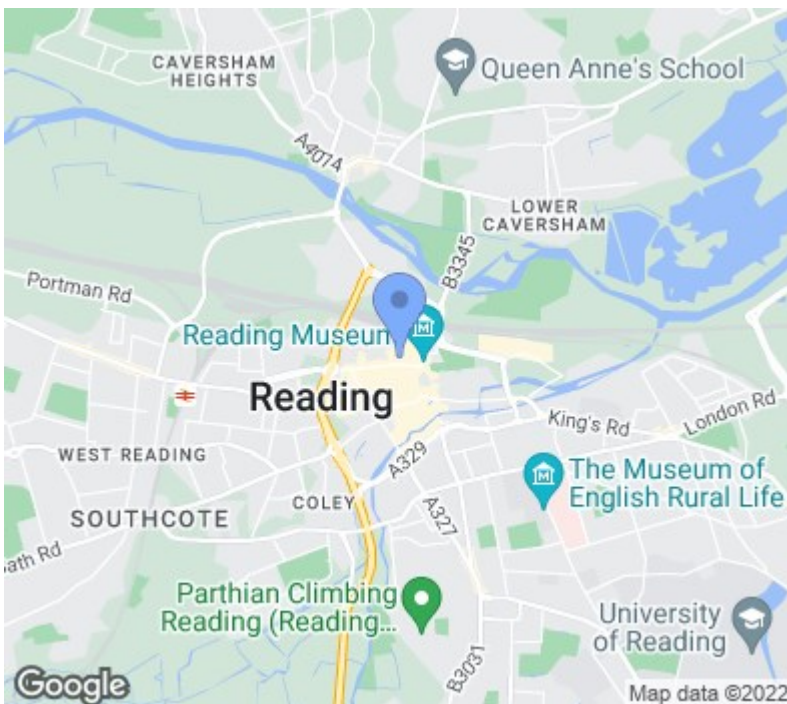 CAVERSHAM
HEIGHTS
Queen Anne's School
A4074
LOWER
CAVERSHAM
B3345
Portman Rd
Reading Museum
Reading
King's Rd
London Rd
WEST READING
A329
The Museum of
English Rural Life
COLEY
A327
SOUTHCOTE
ath Rd
Parthian Climbing
Reading (Reading...
University
of Reading
B3031
Google
Map data ©2022